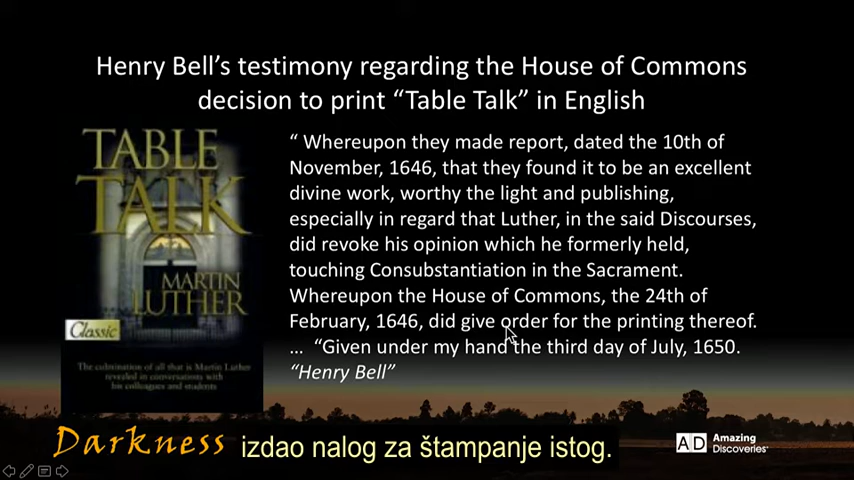 Henry Bell’s testimony regarding the House of Commons
decision to print “Table Talk” in English
TABLE
TALK
MARTIN
LUTHER
Classic
The culmination of all that is Martin Luther
revealed in conversations with
his colleagues and students
“ Whereupon they made report, dated the 10th of
November, 1646, that they found it to be an excellent
divine work, worthy the light and publishing,
especially in regard that Luther, in the said Discourses,
did revoke his opinion which he formerly held,
touching Consubstantiation in the Sacrament.
Whereupon the House of Commons, the 24th of
February, 1646, did give order for the printing thereof.
… “Given under my hand the third day of July, 1650.
“Henry Bell”
Darkness
izdao nalog za štampanje istog.
AD Amazing
Discoveries